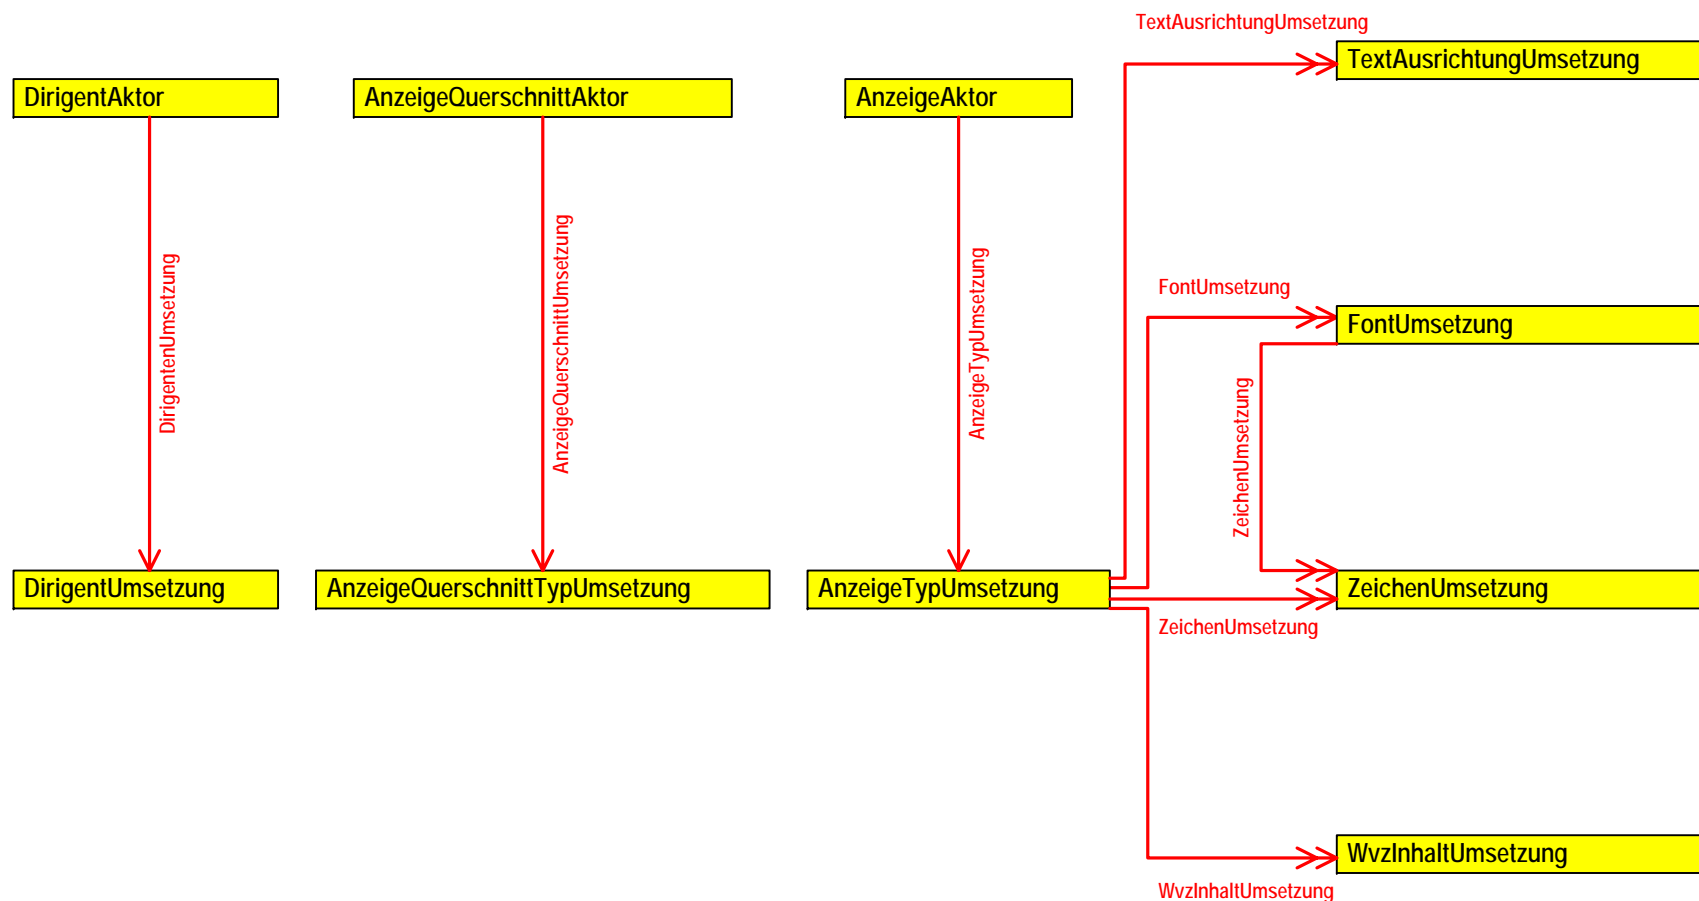 TextAusrichtungUmsetzung
TextAusrichtungUmsetzung
DirigentAktor
AnzeigeQuerschnittAktor
AnzeigeAktor
DirigentenUmsetzung
AnzeigeQuerschnittUmsetzung
AnzeigeTypUmsetzung
FontUmsetzung
FontUmsetzung
ZeichenUmsetzung
DirigentUmsetzung
AnzeigeQuerschnittTypUmsetzung
AnzeigeTypUmsetzung
ZeichenUmsetzung
ZeichenUmsetzung
WvzInhaltUmsetzung
WvzInhaltUmsetzung